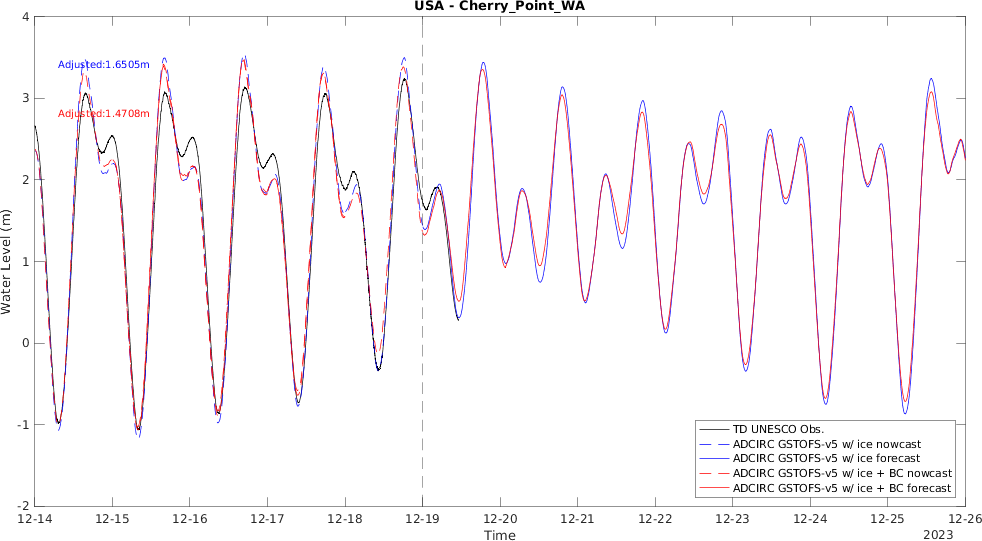 USA - Cherry_Point_WA
4
3
2
1
0
-1
-2
Water Level (m)
Adjusted:1.6505m
Adjusted:1.4708m
TD UNESCO Obs.
ADCIRC GSTOFS-v5 w/ ice nowcast
ADCIRC GSTOFS-v5 w/ ice forecast
ADCIRC GSTOFS-v5 w/ ice + BC nowcast
ADCIRC GSTOFS-v5 w/ ice + BC forecast
12-14 12-15 12-16 12-17 12-18 12-19 12-20 12-21 12-22 12-23 12-24 12-25 12-26
Time
2023